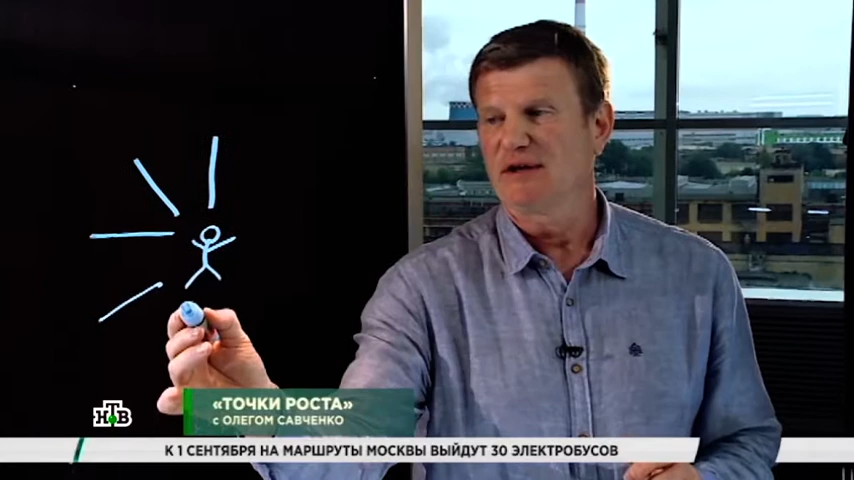 «ТОЧКИ РОСТА»
С ОЛЕГОМ САВЧЕНКО
НТВ
К 1 СЕНТЯБРЯ НА МАРШРУТЫ МОСКВЫ ВЫЙДУТ 30 ЭЛЕКТРОБУСОВ